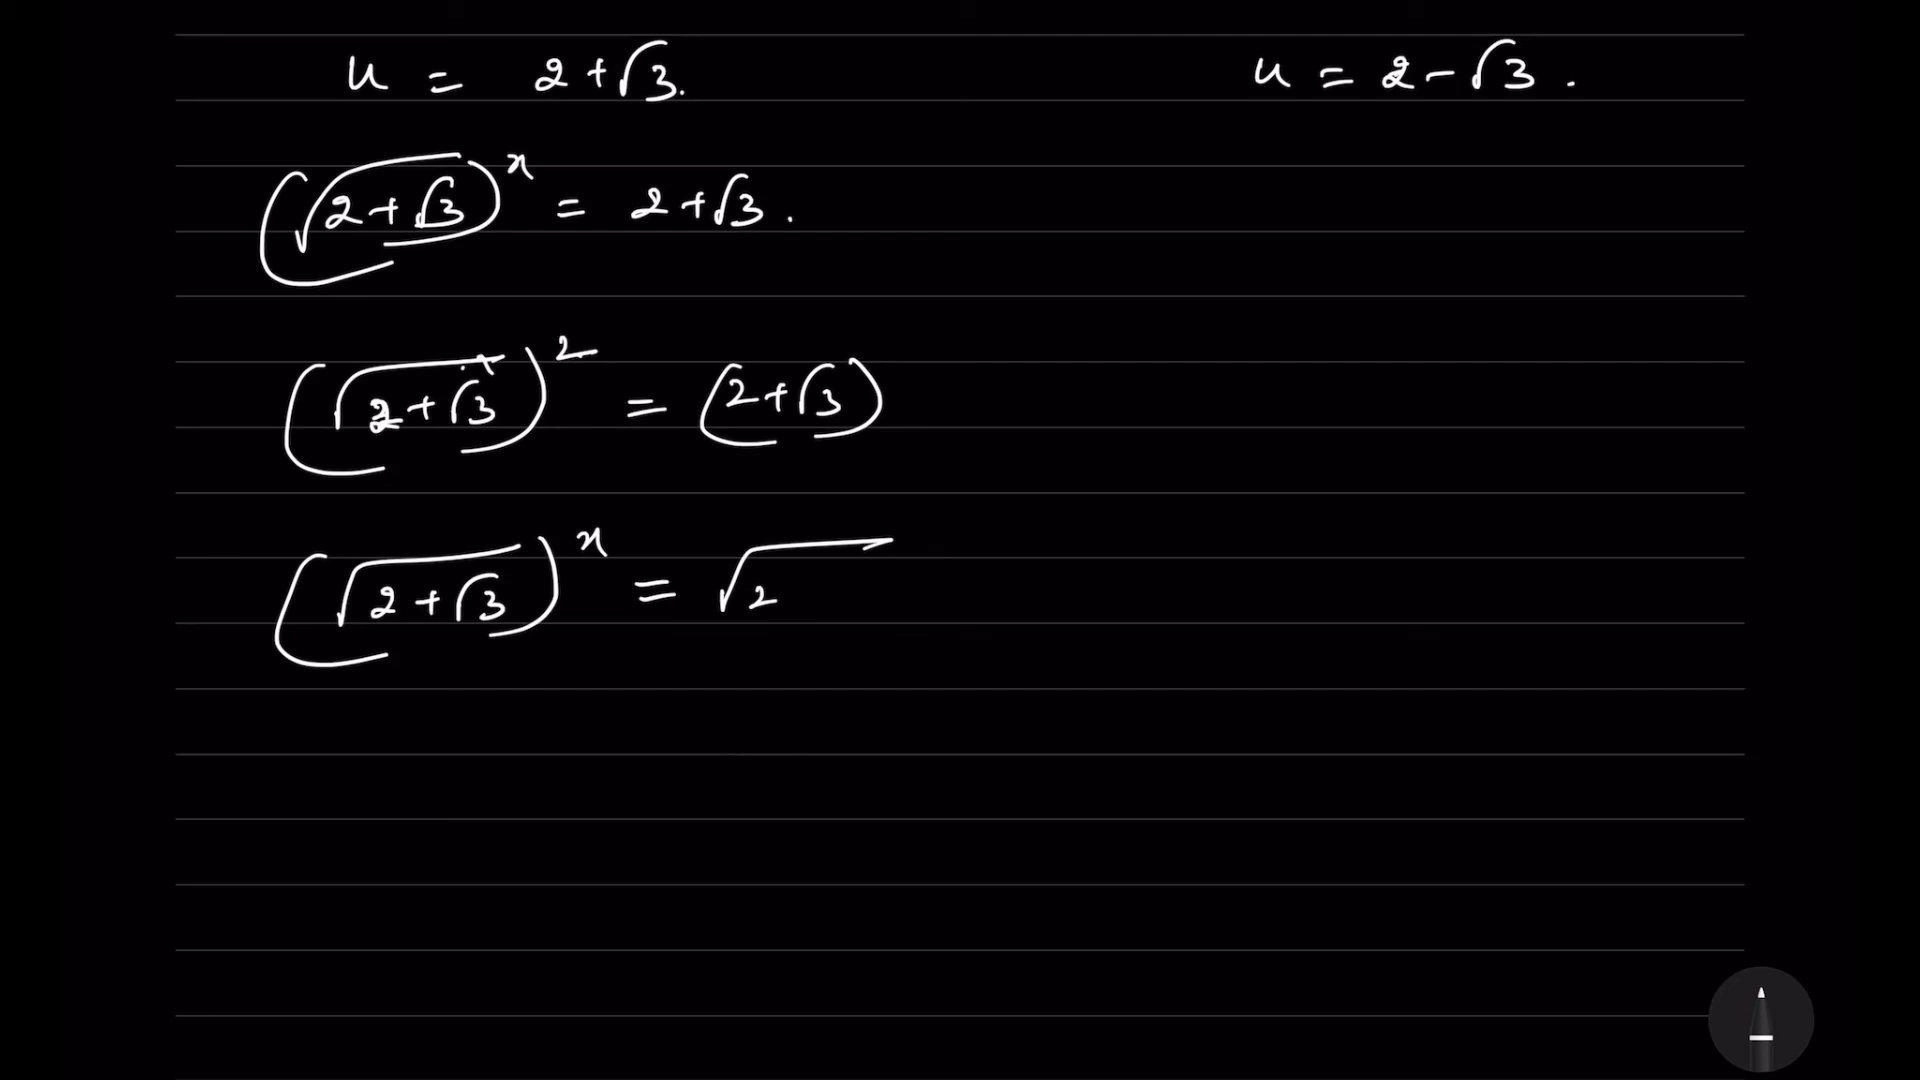 u = 2+√3.
u = 2-√3.
(√(2+√3))^x = 2+√3.
(√(2+√3))^2 = (2+√3)
(√(2+√3))^x = √2